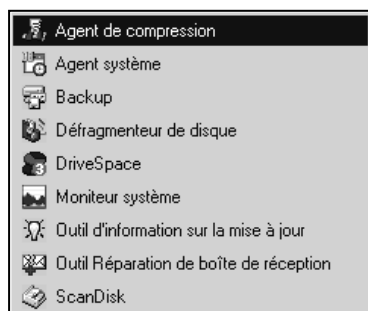 Agent de compression
Agent système
Backup
Défragmenteur de disque
DriveSpace
Moniteur système
Outil d'information sur la mise à jour
Outil Réparation de boîte de réception
ScanDisk